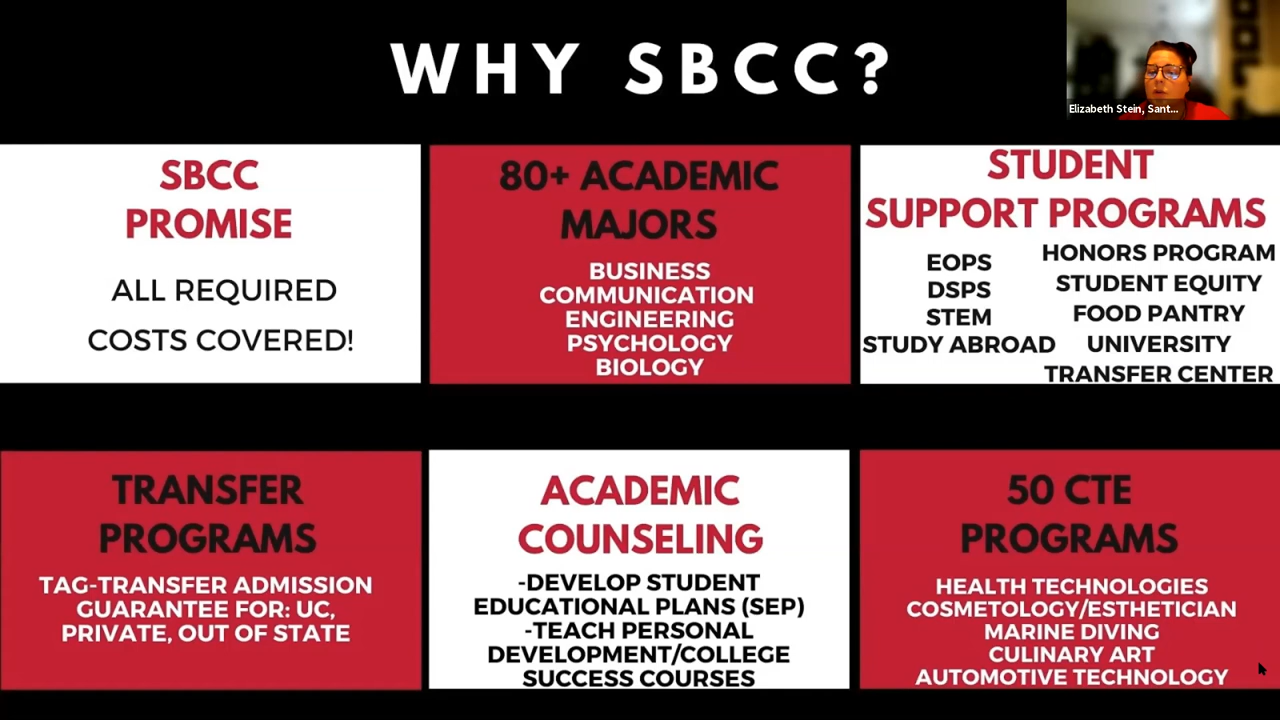 WHY SBCC?
Elizabeth Stein, Sant...
SBCC
PROMISE
ALL REQUIRED
COSTS COVERED!
80+ ACADEMIC
MAJORS
BUSINESS
COMMUNICATION
ENGINEERING
PSYCHOLOGY
BIOLOGY
STUDENT
SUPPORT PROGRAMS
EOPS
DSPS
STEM
STUDY ABROAD
HONORS PROGRAM
STUDENT EQUITY
FOOD PANTRY
UNIVERSITY
TRANSFER CENTER
TRANSFER
PROGRAMS
TAG-TRANSFER ADMISSION
GUARANTEE FOR: UC,
PRIVATE, OUT OF STATE
ACADEMIC
COUNSELING
-DEVELOP STUDENT
EDUCATIONAL PLANS (SEP)
-TEACH PERSONAL
DEVELOPMENT/COLLEGE
SUCCESS COURSES
50 CTE
PROGRAMS
HEALTH TECHNOLOGIES
COSMETOLOGY/ESTHETICIAN
MARINE DIVING
CULINARY ART
AUTOMOTIVE TECHNOLOGY